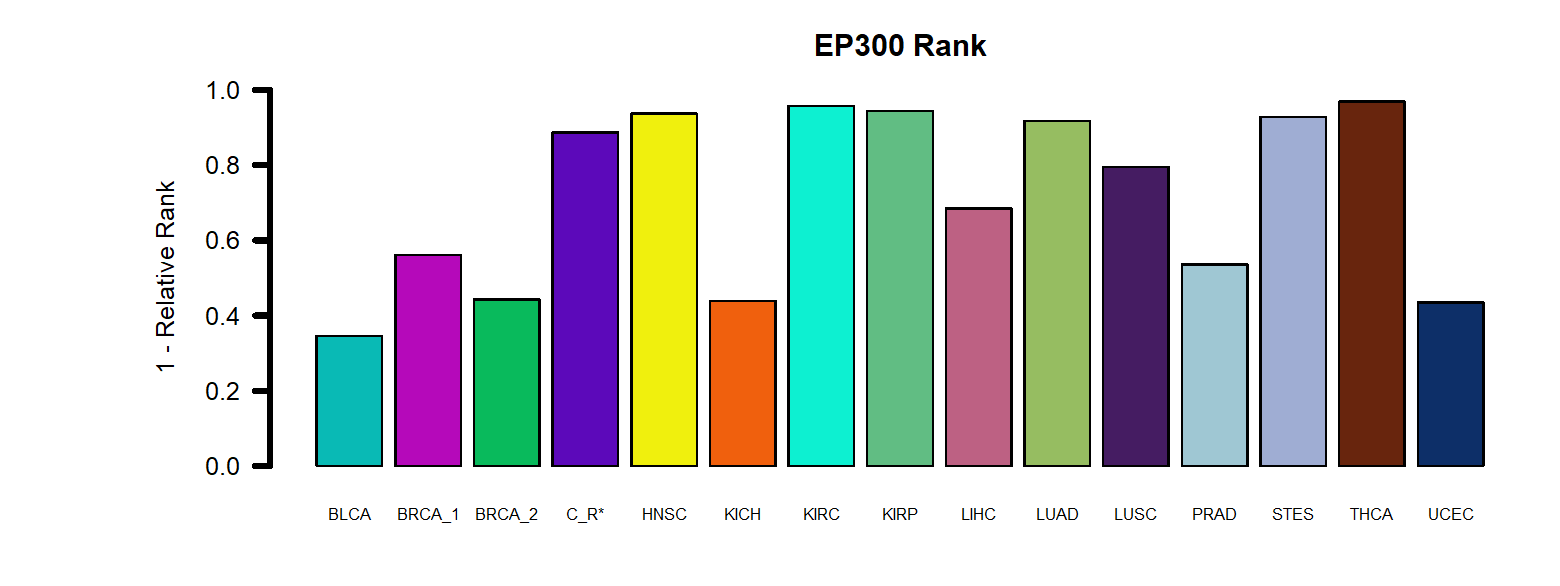 EP300 Rank
1 - Relative Rank
1.0
0.8
0.6
0.4
0.2
0.0
BLCA BRCA_1 BRCA_2 C_R* HNSC KICH KIRC KIRP LIHC LUAD LUSC PRAD STES THCA UCEC